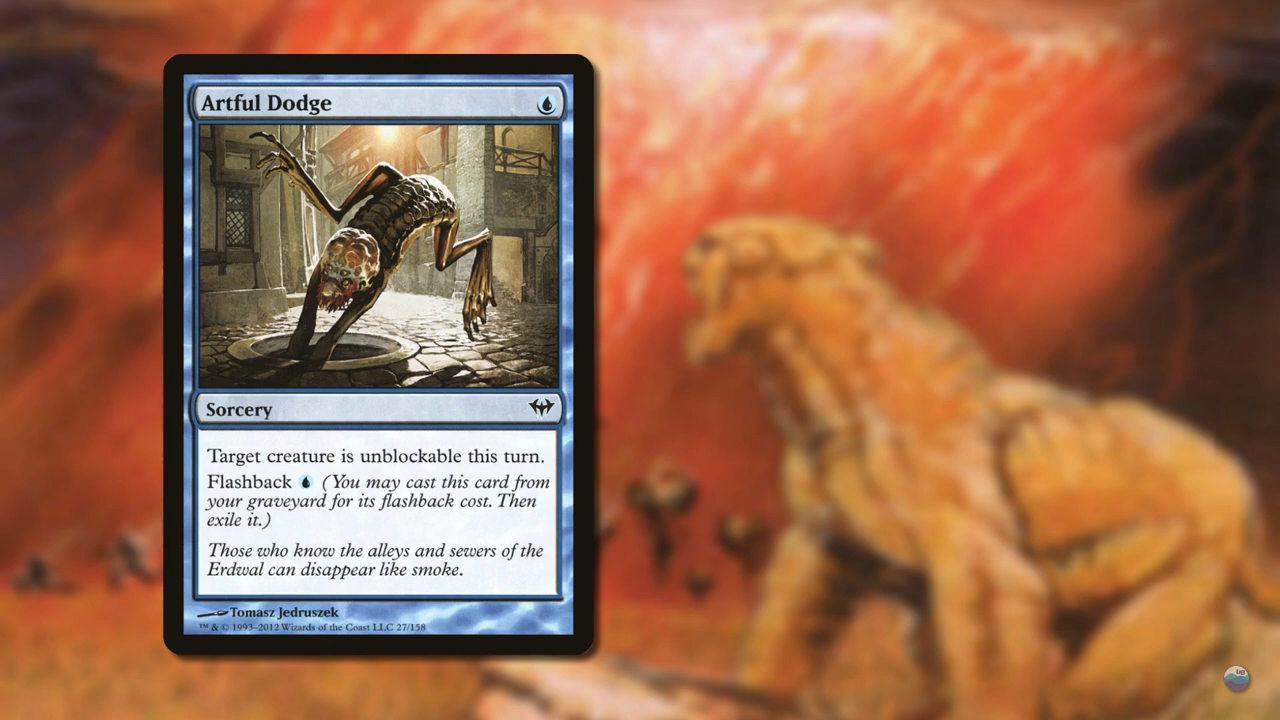 Artful Dodge
Sorcery
Target creature is unblockable this turn.
Flashback (You may cast this card from
your graveyard for its flashback cost. Then
exile it.)
Those who know the alleys and sewers of the
Erdwal can disappear like smoke.
Tomasz Jedruszek
™ & © 1993–2012 Wizards of the Coast LLC 27/158